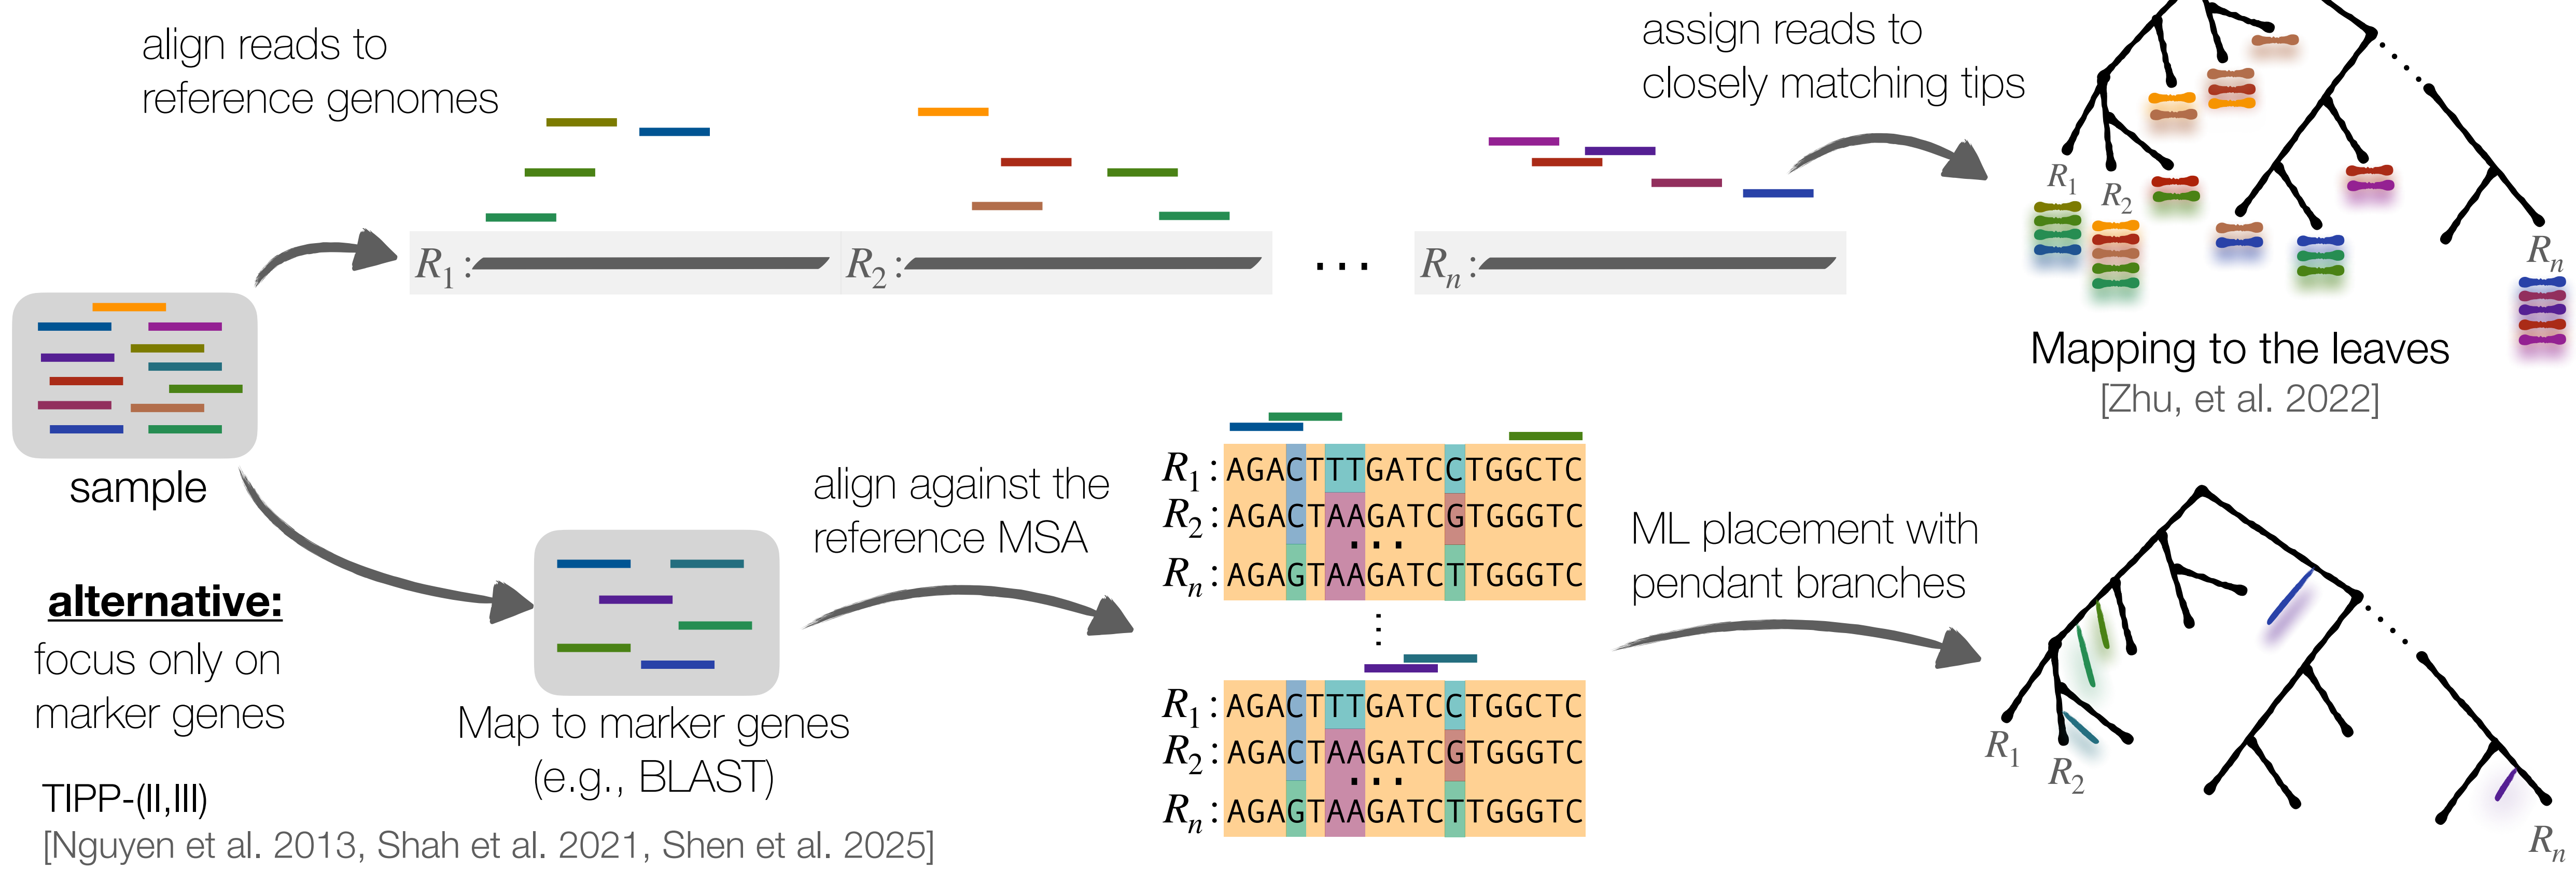 align reads to
reference genomes
assign reads to
closely matching tips
R1
R2
Rn
R1:
R2:
...
Rn:
Mapping to the leaves
[Zhu, et al. 2022]
sample
alternative:
focus only on
marker genes
TIPP-(II,III)
[Nguyen et al. 2013, Shah et al. 2021, Shen et al. 2025]
Map to marker genes
(e.g., BLAST)
align against the
reference MSA
R1: AGACTTTGATCCTGGCTC
R2: AGACTAAGATCGTGGGTC
...
Rn: AGAGTAAGATCTTGGGTC
R1: AGACTTTGATCCTGGCTC
R2: AGACTAAGATCGTGGGTC
...
Rn: AGAGTAAGATCTTGGGTC
ML placement with
pendant branches
R1
R2
Rn